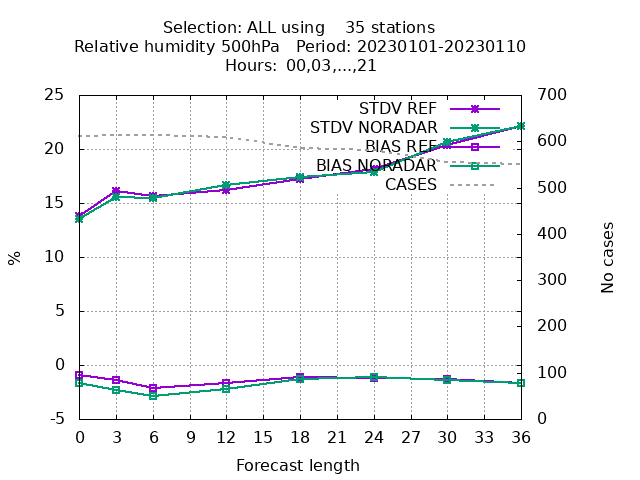 Selection: ALL using    35 stations
Relative humidity 500hPa   Period: 20230101-20230110
Hours: 00,03,...,21
25
20
15
10
5
0
-5
%
STDV REF
STDV NORADAR
BIAS REF
BIAS NORADAR
CASES
700
600
500
400
300
200
100
0
No cases
0 3 6 9 12 15 18 21 24 27 30 33 36
Forecast length